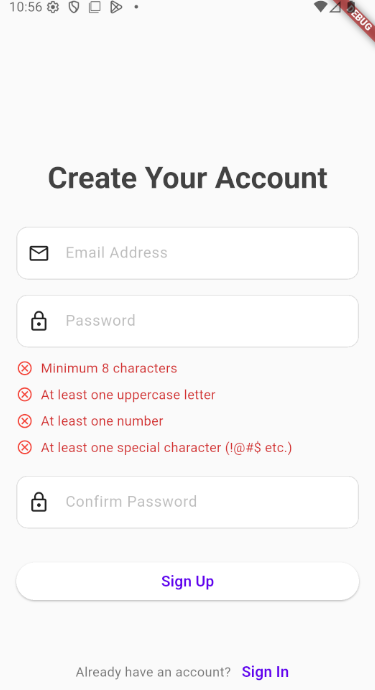 10:56
DEBUG
Create Your Account
Email Address
Password
Minimum 8 characters
At least one uppercase letter
At least one number
At least one special character (!@#$ etc.)
Confirm Password
Sign Up
Already have an account? Sign In